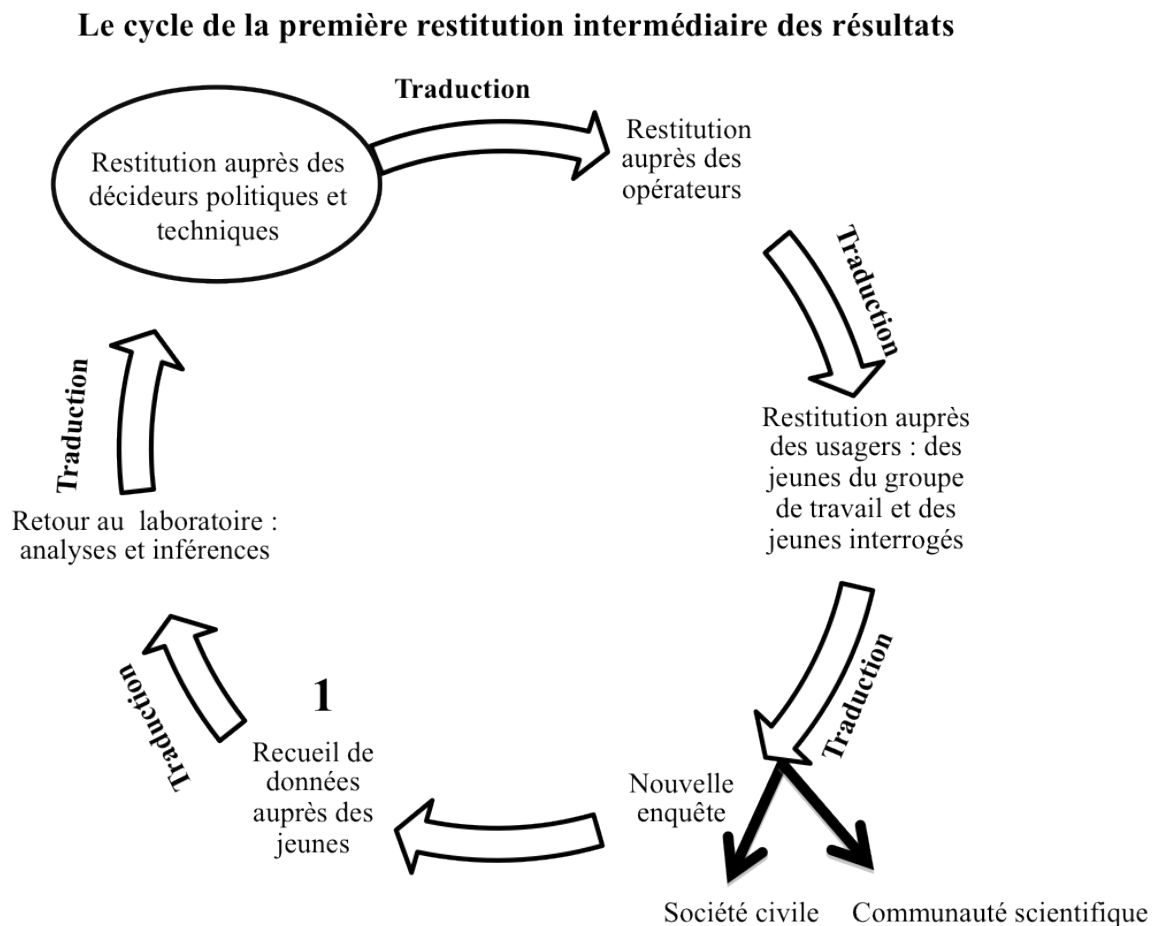 Le cycle de la première restitution intermédiaire des résultats
Traduction
Restitution auprès des
décideurs politiques et
techniques
Restitution
auprès des
opérateurs
Traduction
Restitution auprès
des usagers : des
jeunes du groupe
de travail et des
jeunes interrogés
Traduction
Nouvelle
enquête
Société civile
Communauté scientifique
1
Recueil de
données
auprès des
jeunes
Traduction
Retour au laboratoire :
analyses et inférences
Traduction